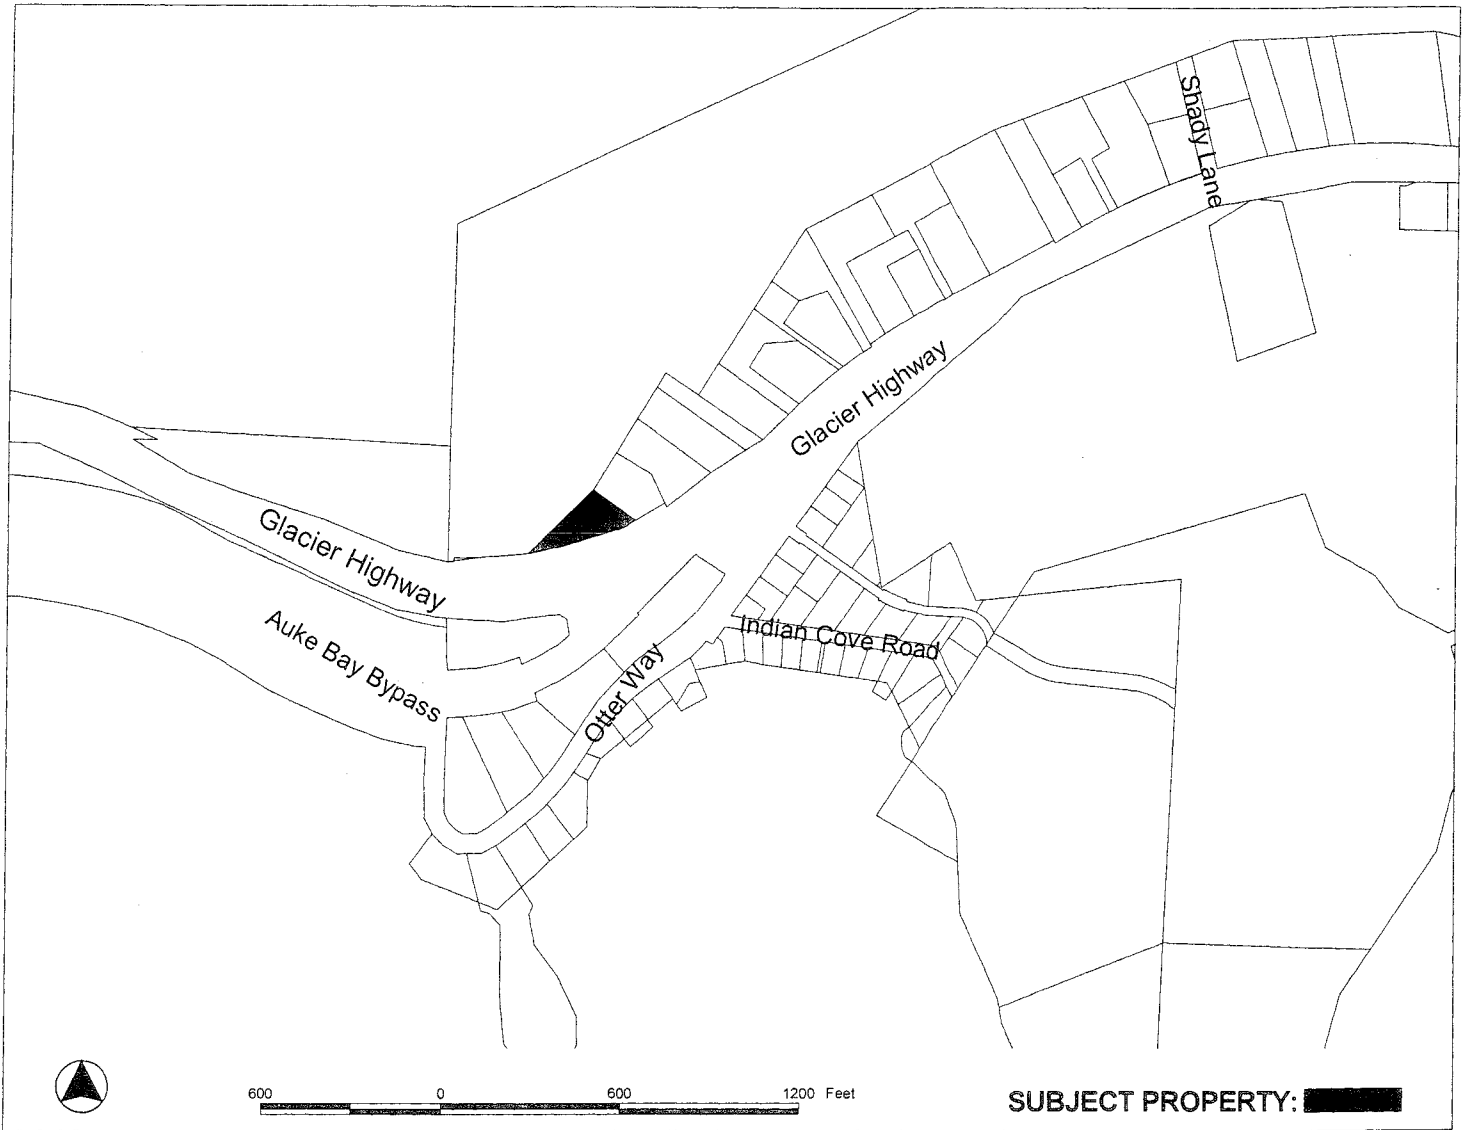 Shady Lane
Glacier Highway
Glacier Highway
Auke Bay Bypass
Indian Cove Road
Otter Way
600 0 600 1200 Feet
SUBJECT PROPERTY: